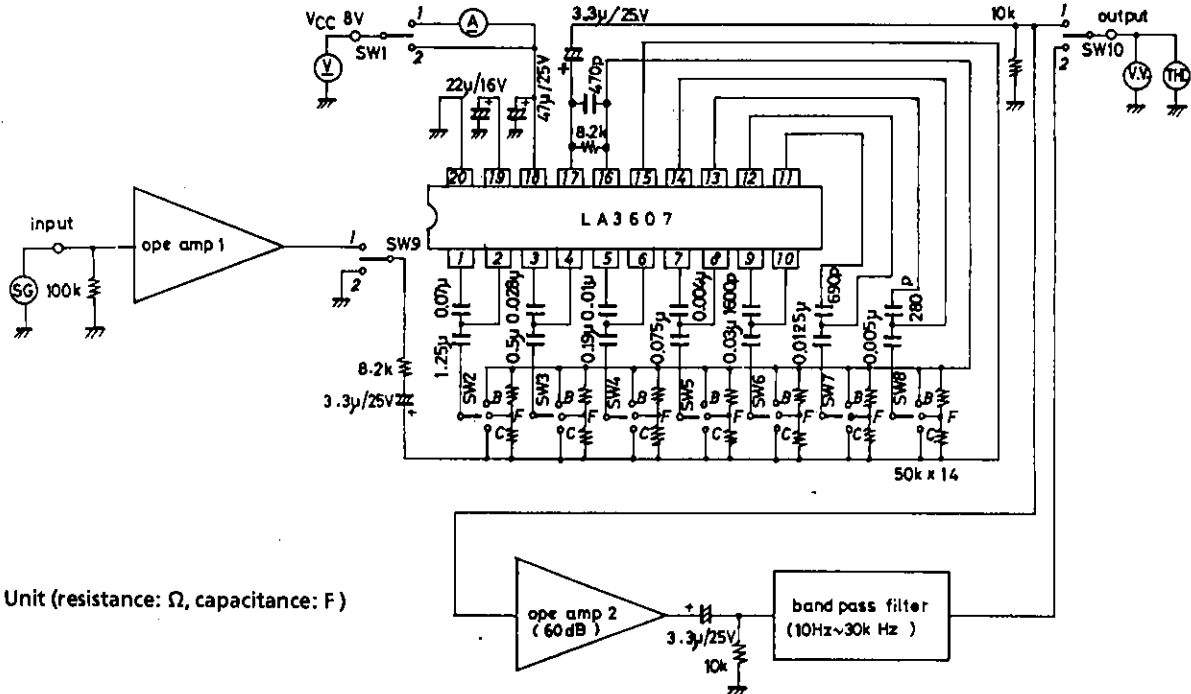 VCC 8V
SW1
1
2
A
V
3.3μ/25V
10k
1
2
output
SW10
V.V.
THD
22μ/16V
47μ/25V
470p
8.2k
20 19 18 17 16 15 14 13 12 11
LA3607
1 2 3 4 5 6 7 8 9 10
input
SG
100k
ope amp 1
1
2
SW9
8.2k
3.3μ/25V
0.07μ
0.028μ
0.01μ
0.004μ
1600p
690p
280p
1.25μ
0.5μ
0.19μ
0.075μ
0.03μ
0.0125μ
0.005μ
SW2 SW3 SW4 SW5 SW6 SW7 SW8
B B B B B B B
F F F F F F F
C C C C C C C
50k x 14
Unit (resistance: Ω, capacitance: F)
ope amp 2
(60dB)
3.3μ/25V
10k
band pass filter
(10Hz~30k Hz)